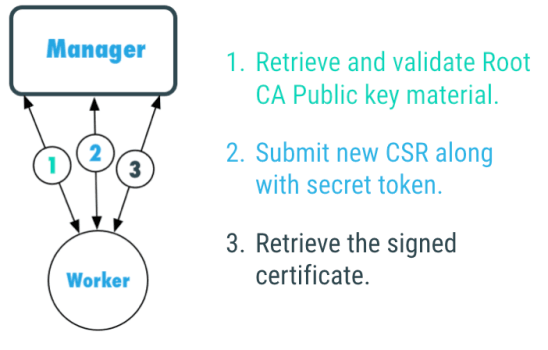 Manager
1. Retrieve and validate Root
CA Public key material.
1
2
3
2. Submit new CSR along
with secret token.
3. Retrieve the signed
certificate.
Worker